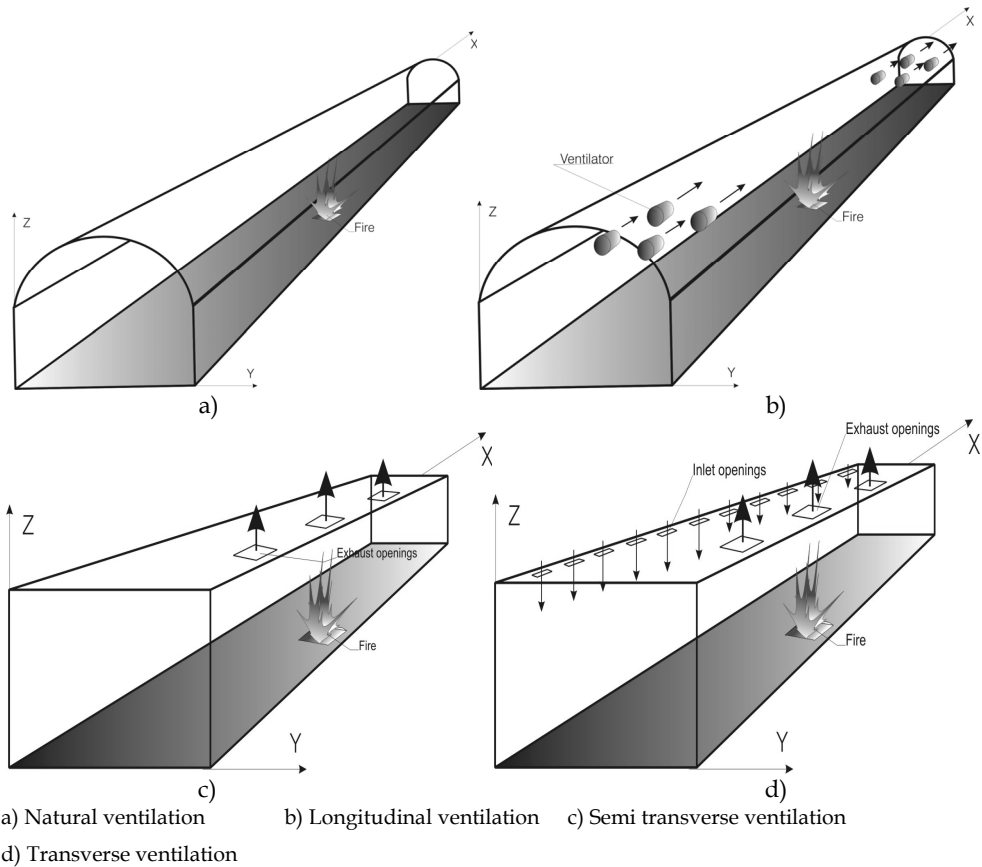 X
Z
Fire
Y
a)
X
Ventilator
Z
Fire
Y
b)
X
Z
Exhaust openings
Fire
Y
c)
Exhaust openings
X
Inlet openings
Z
Fire
Y
d)
a) Natural ventilation b) Longitudinal ventilation c) Semi transverse ventilation
d) Transverse ventilation